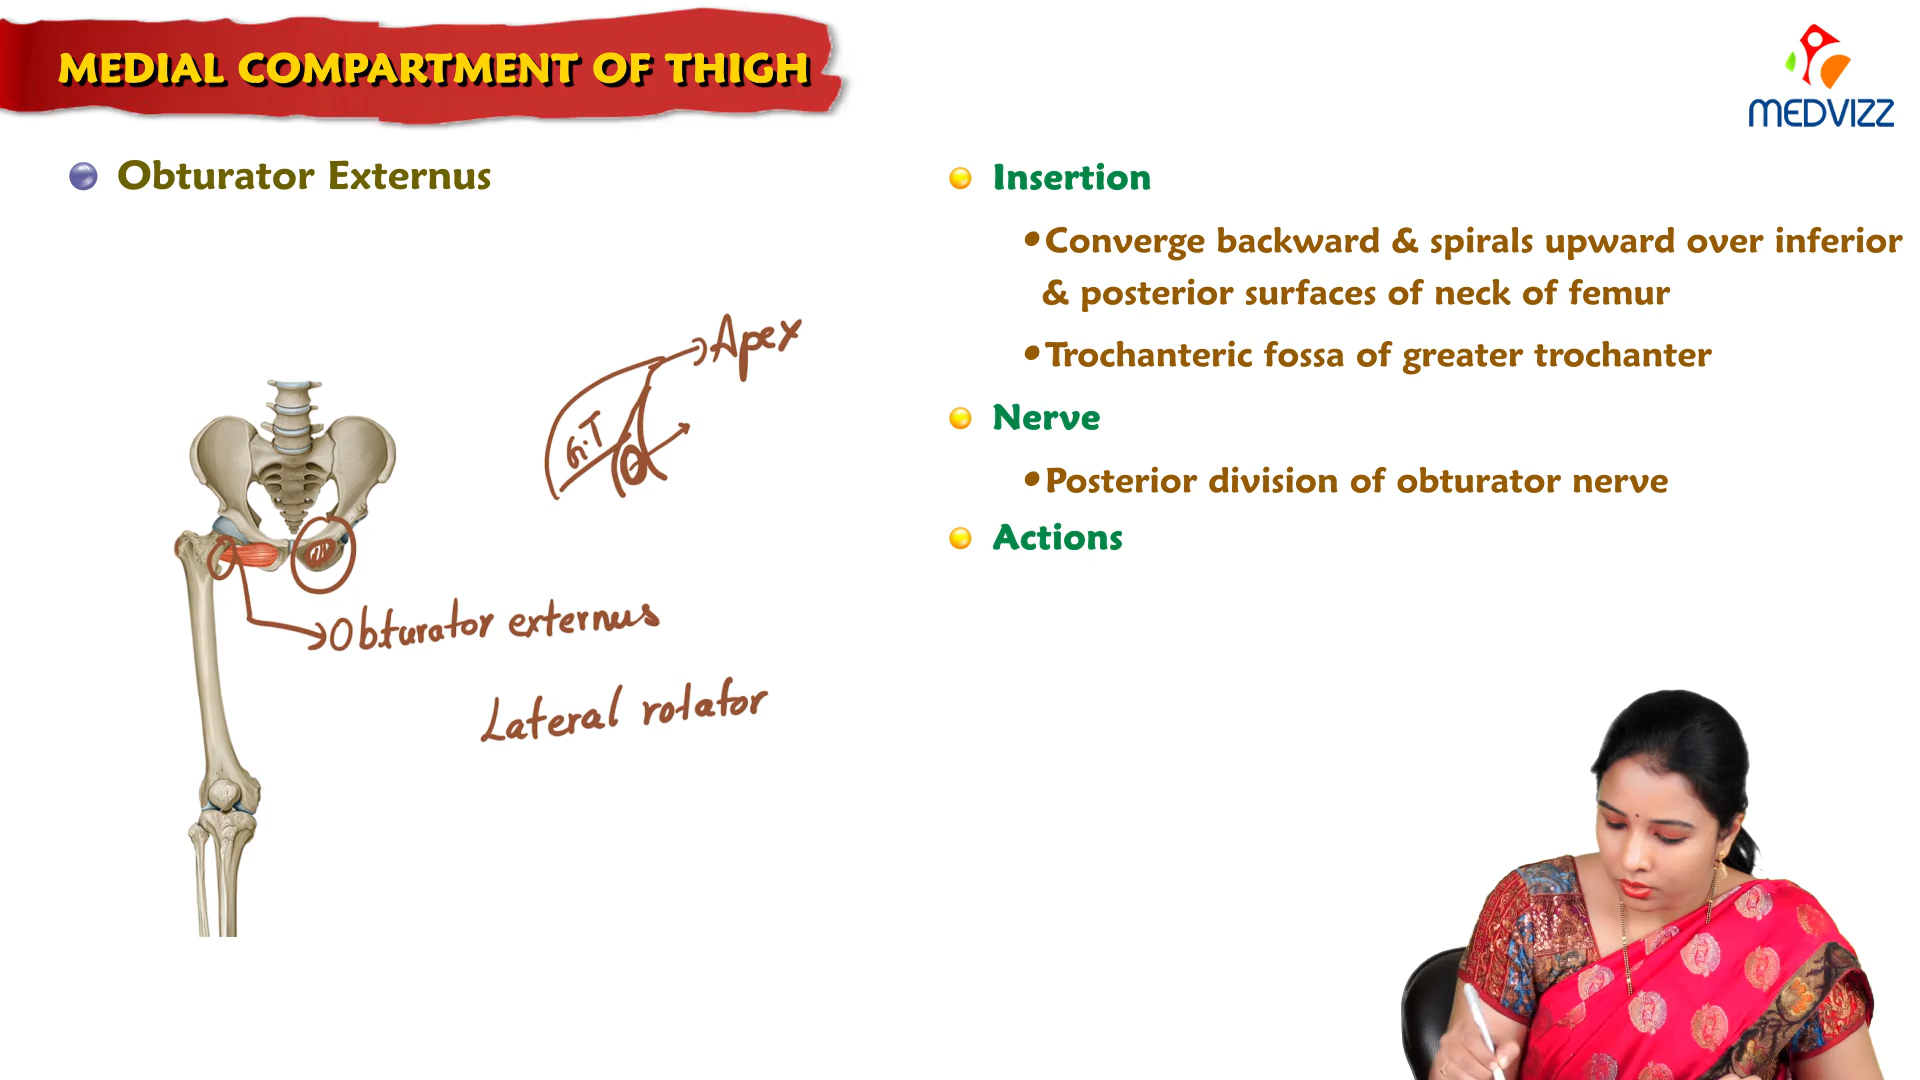 MEDIAL COMPARTMENT OF THIGH
MEDVIZZ
Obturator Externus
Apex
G.T
Obturator externus
Lateral rotator
Insertion
•Converge backward & spirals upward over inferior
& posterior surfaces of neck of femur
•Trochanteric fossa of greater trochanter
Nerve
•Posterior division of obturator nerve
Actions